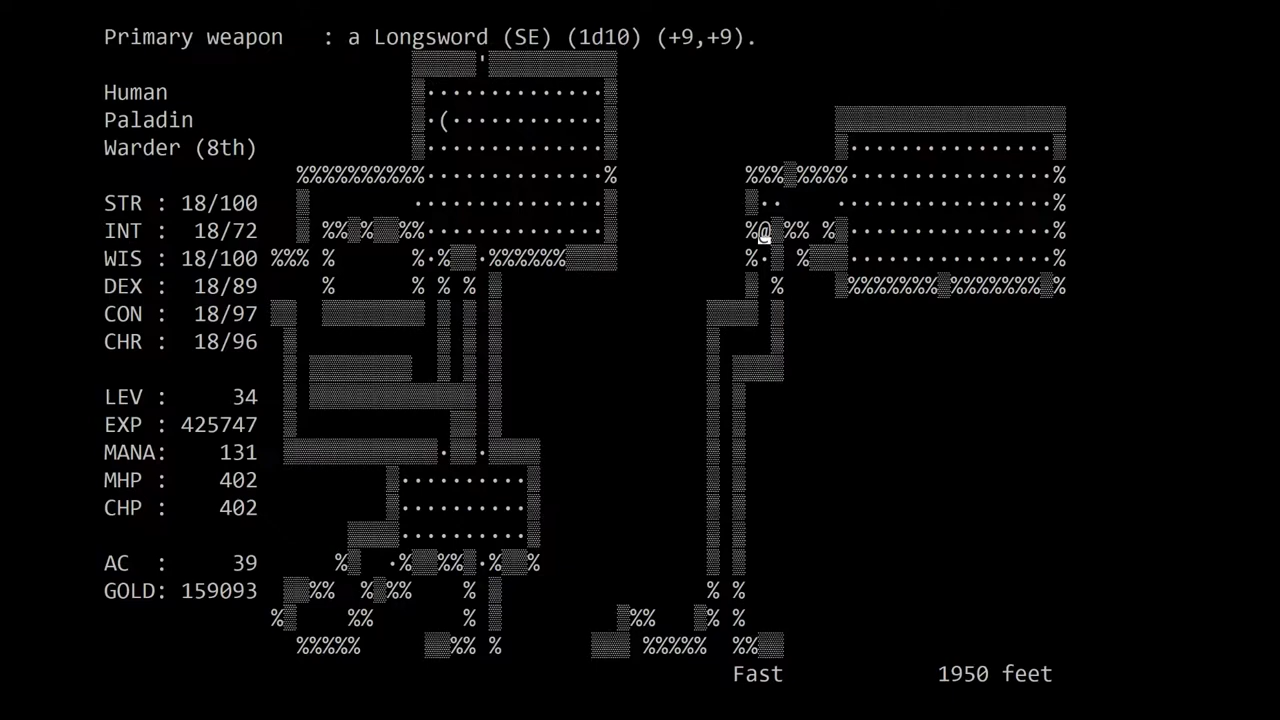 Primary weapon : a Longsword (SE) (1d10) (+9,+9).
Human
Paladin
Warder (8th)
STR : 18/100
INT : 18/72
WIS : 18/100
DEX : 18/89
CON : 18/97
CHR : 18/96
LEV : 34
EXP : 425747
MANA: 131
MHP : 402
CHP : 402
AC : 39
GOLD: 159093
Fast 1950 feet